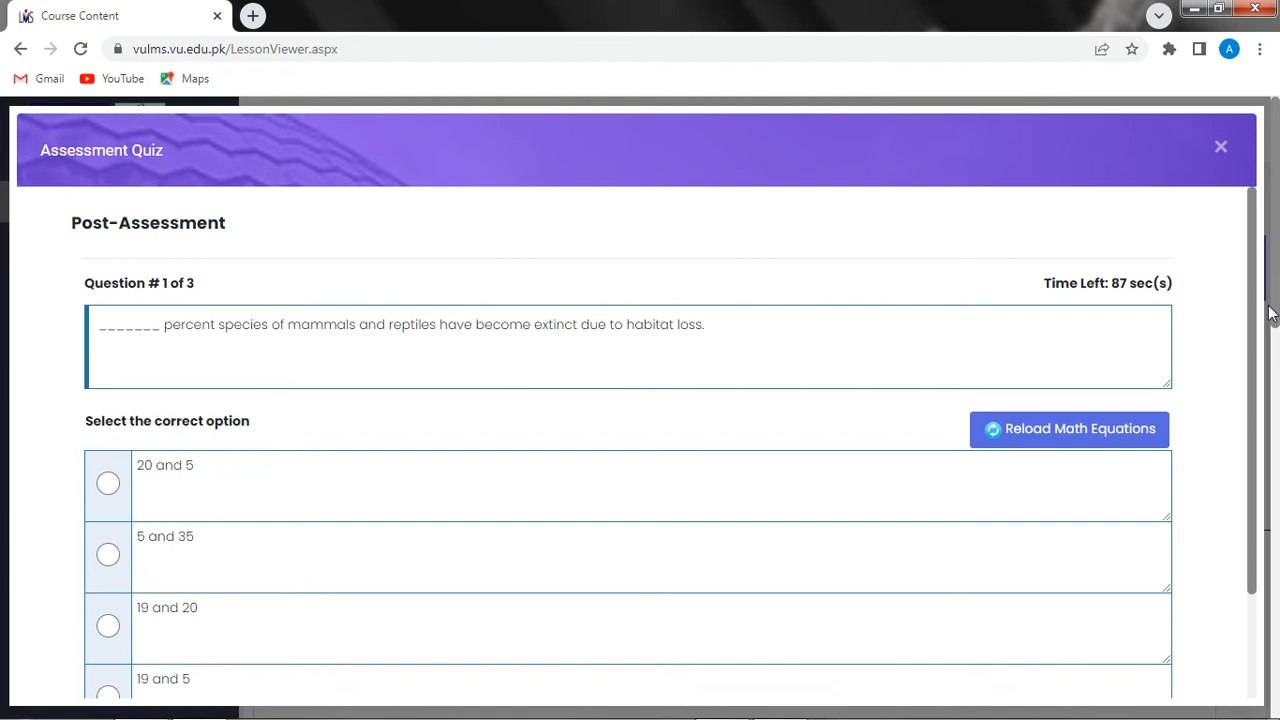 Course Content
vulms.vu.edu.pk/LessonViewer.aspx
A
Gmail
YouTube
Maps
Assessment Quiz
Post-Assessment
Question # 1 of 3
Time Left: 87 sec(s)
_______ percent species of mammals and reptiles have become extinct due to habitat loss.
Select the correct option
Reload Math Equations
20 and 5
5 and 35
19 and 20
19 and 5